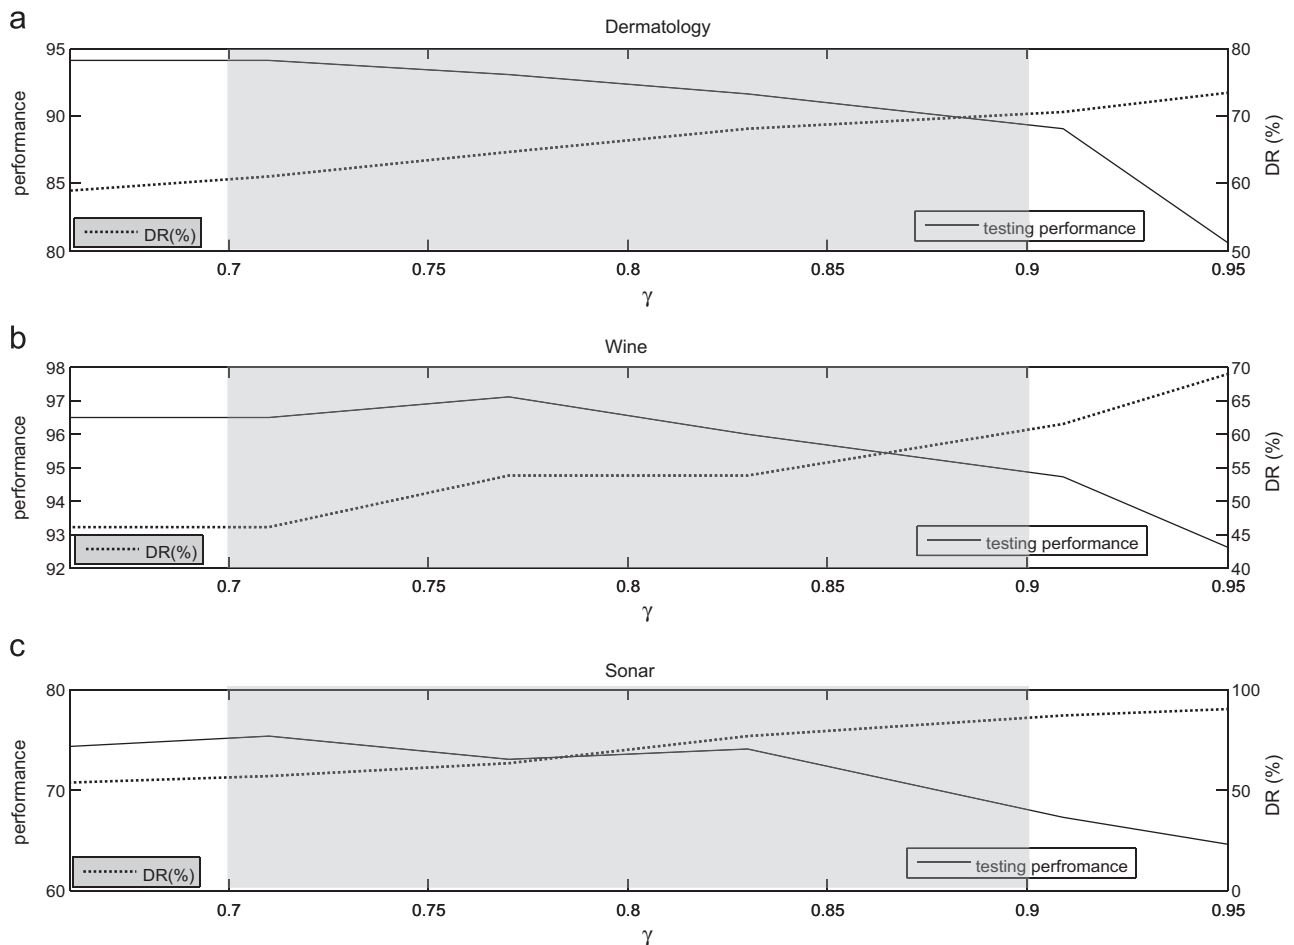 a
Dermatology
95
90
85
80
performance
80
70
60
50
DR (%)
DR(%)
testing performance
0.7 0.75 0.8 0.85 0.9 0.95
γ
b
Wine
98
97
96
95
94
93
92
performance
70
65
60
55
50
45
40
DR (%)
DR(%)
testing performance
0.7 0.75 0.8 0.85 0.9 0.95
γ
c
Sonar
80
70
60
performance
100
50
0
DR (%)
DR(%)
testing perfromance
0.7 0.75 0.8 0.85 0.9 0.95
γ